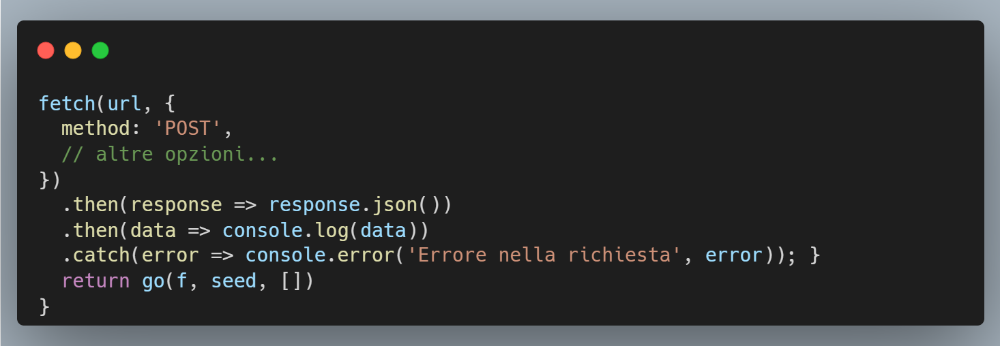 fetch(url, {
  method: 'POST',
  // altre opzioni...
})
  .then(response => response.json())
  .then(data => console.log(data))
  .catch(error => console.error('Errore nella richiesta', error)); }
  return go(f, seed, [])
}